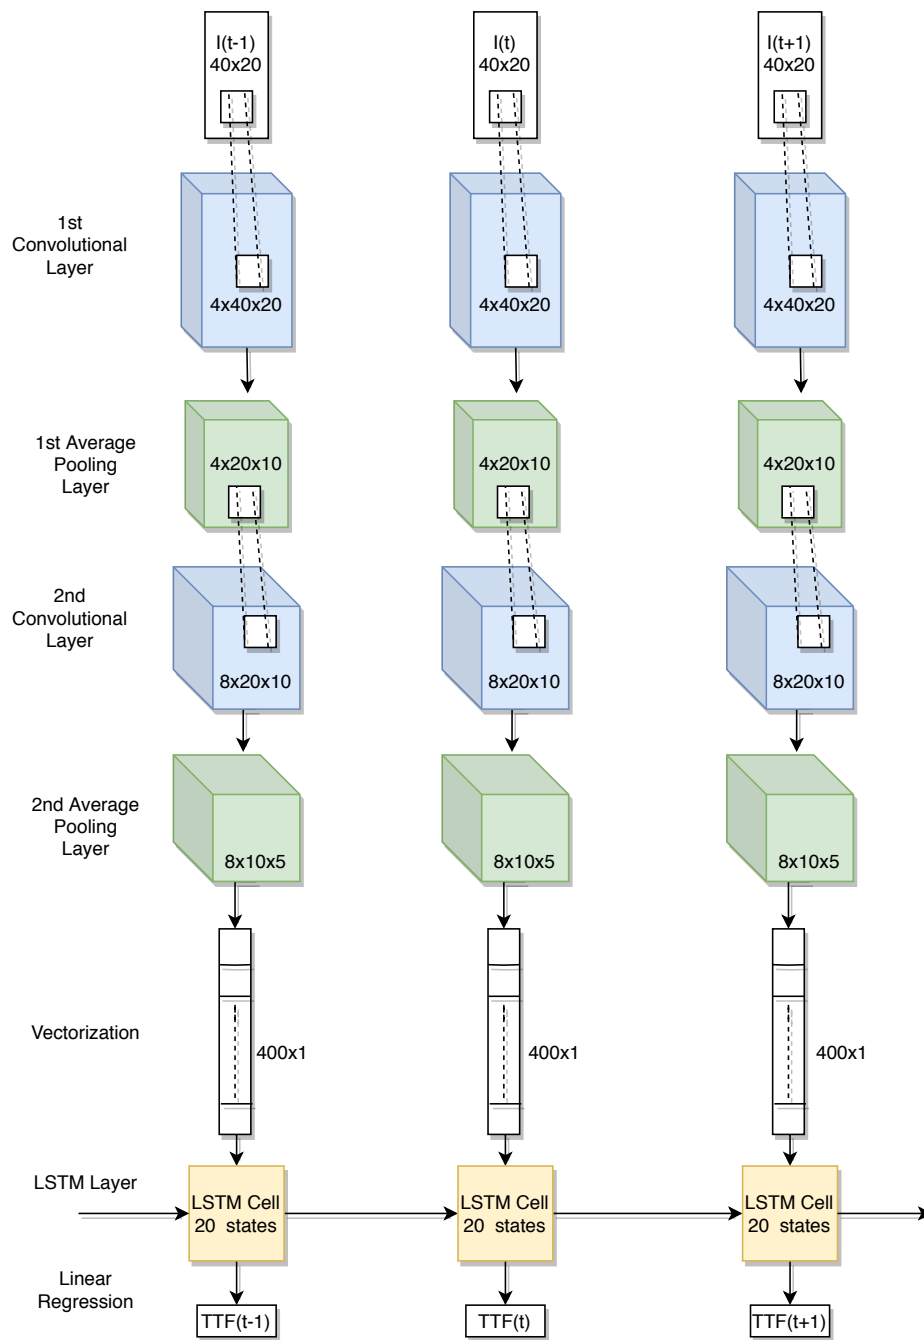 I(t-1)
40x20
I(t)
40x20
I(t+1)
40x20
1st
Convolutional
Layer
4x40x20
4x40x20
4x40x20
1st Average
Pooling
Layer
4x20x10
4x20x10
4x20x10
2nd
Convolutional
Layer
8x20x10
8x20x10
8x20x10
2nd Average
Pooling
Layer
8x10x5
8x10x5
8x10x5
Vectorization
400x1
400x1
400x1
LSTM Layer
LSTM Cell
20 states
LSTM Cell
20 states
LSTM Cell
20 states
Linear
Regression
TTF(t-1)
TTF(t)
TTF(t+1)